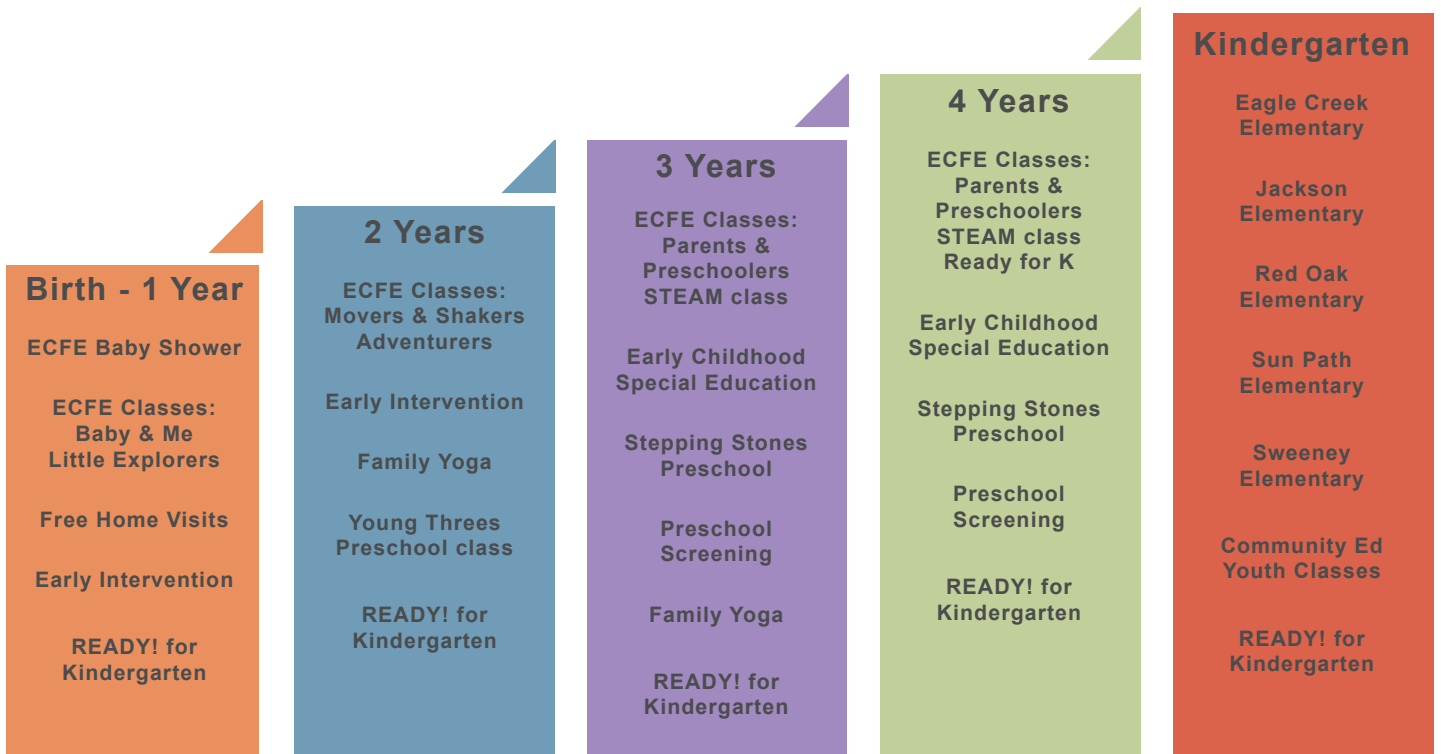 Birth - 1 Year
ECFE Baby Shower
ECFE Classes:
Baby & Me
Little Explorers
Free Home Visits
Early Intervention
READY! for
Kindergarten
2 Years
ECFE Classes:
Movers & Shakers
Adventurers
Early Intervention
Family Yoga
Young Threes
Preschool class
READY! for
Kindergarten
3 Years
ECFE Classes:
Parents &
Preschoolers
STEAM class
Early Childhood
Special Education
Stepping Stones
Preschool
Preschool
Screening
Family Yoga
READY! for
Kindergarten
4 Years
ECFE Classes:
Parents &
Preschoolers
STEAM class
Ready for K
Early Childhood
Special Education
Stepping Stones
Preschool
Preschool
Screening
READY! for
Kindergarten
Kindergarten
Eagle Creek
Elementary
Jackson
Elementary
Red Oak
Elementary
Sun Path
Elementary
Sweeney
Elementary
Community Ed
Youth Classes
READY! for
Kindergarten